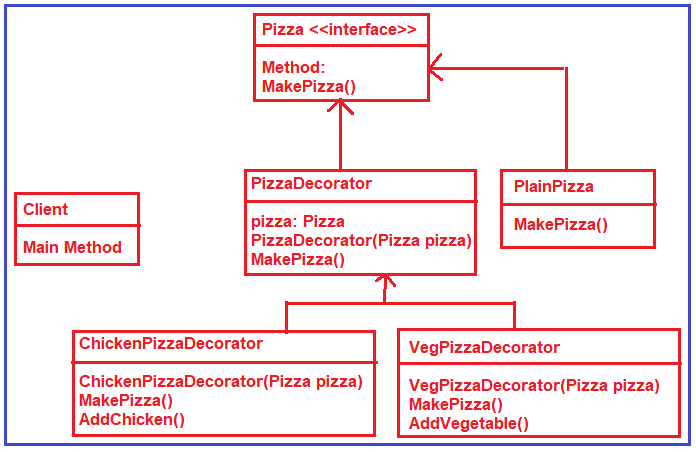 Pizza <<interface>>
Method:
MakePizza()
PizzaDecorator
pizza: Pizza
PizzaDecorator(Pizza pizza)
MakePizza()
PlainPizza
MakePizza()
Client
Main Method
ChickenPizzaDecorator
ChickenPizzaDecorator(Pizza pizza)
MakePizza()
AddChicken()
VegPizzaDecorator
VegPizzaDecorator(Pizza pizza)
MakePizza()
AddVegetable()